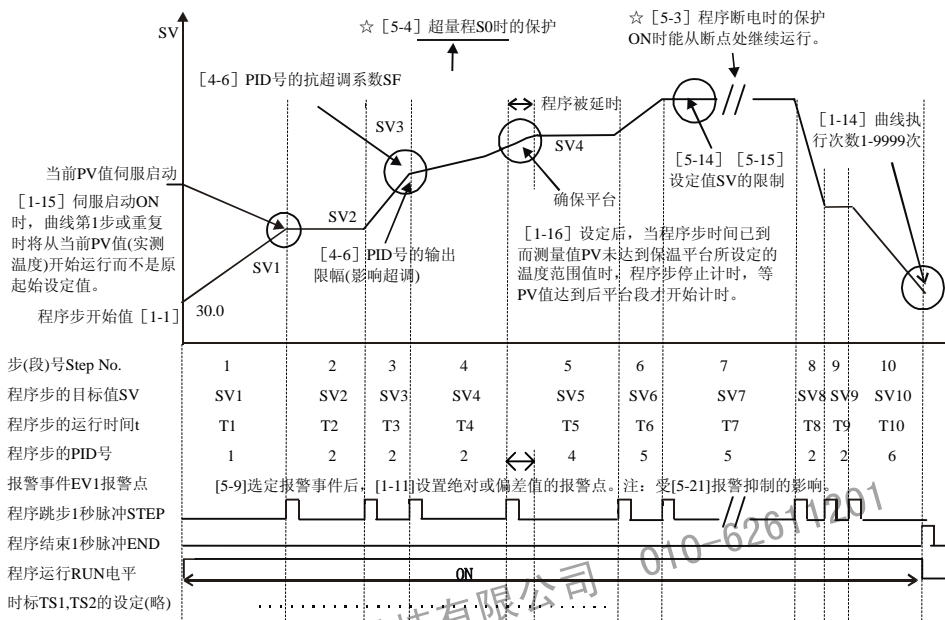 SV
☆［5-4］超量程S0时的保护
☆［5-3］程序断电时的保护
ON时能从断点处继续运行。
［4-6］PID号的抗超调系数SF
程序被延时
［1-14］曲线执
行次数1-9999次
SV3
SV4
当前PV值伺服启动
［5-14］［5-15］
设定值SV的限制
［1-15］伺服启动ON
时，曲线第1步或重复
时将从当前PV值(实测
温度)开始运行而不是原
起始设定值。
确保平台
SV2
SV1
［4-6］PID号的输出
限幅(影响超调)
［1-16］设定后，当程序步时间已到
而测量值PV未达到保温平台所设定的
温度范围值时，程序步停止计时，等
PV值达到后平台段才开始计时。
程序步开始值［1-1］ 30.0
步(段)号Step No. 1 2 3 4 5 6 7 8 9 10
程序步的目标值SV SV1 SV2 SV3 SV4 SV5 SV6 SV7 SV8 SV9 SV10
程序步的运行时间t T1 T2 T3 T4 T5 T6 T7 T8 T9 T10
程序步的PID号 1 2 2 2 4 5 5 2 2 6
报警事件EV1报警点 [5-9]选定报警事件后，[1-11]设置绝对或偏差值的报警点。注：受[5-21]报警抑制的影响。
程序跳步1秒脉冲STEP
程序结束1秒脉冲END
程序运行RUN电平 ON
时标TS1,TS2的设定(略)
有限公司 010-62611201